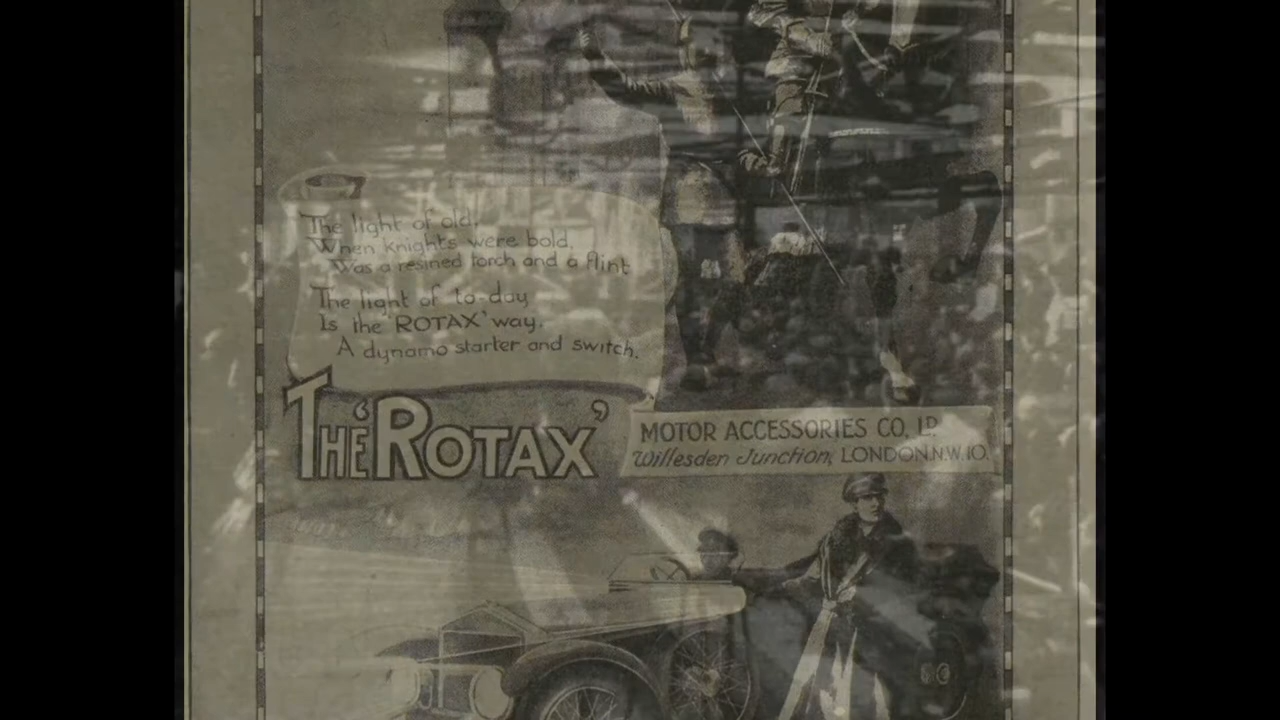 The light of old,
When knights were bold,
Was a resined torch and a flint
The light of to-day
Is the 'ROTAX' way.
A dynamo starter and switch.
THE 'ROTAX'
MOTOR ACCESSORIES CO, LD.
Willesden Junction, LONDON.N.W.10.